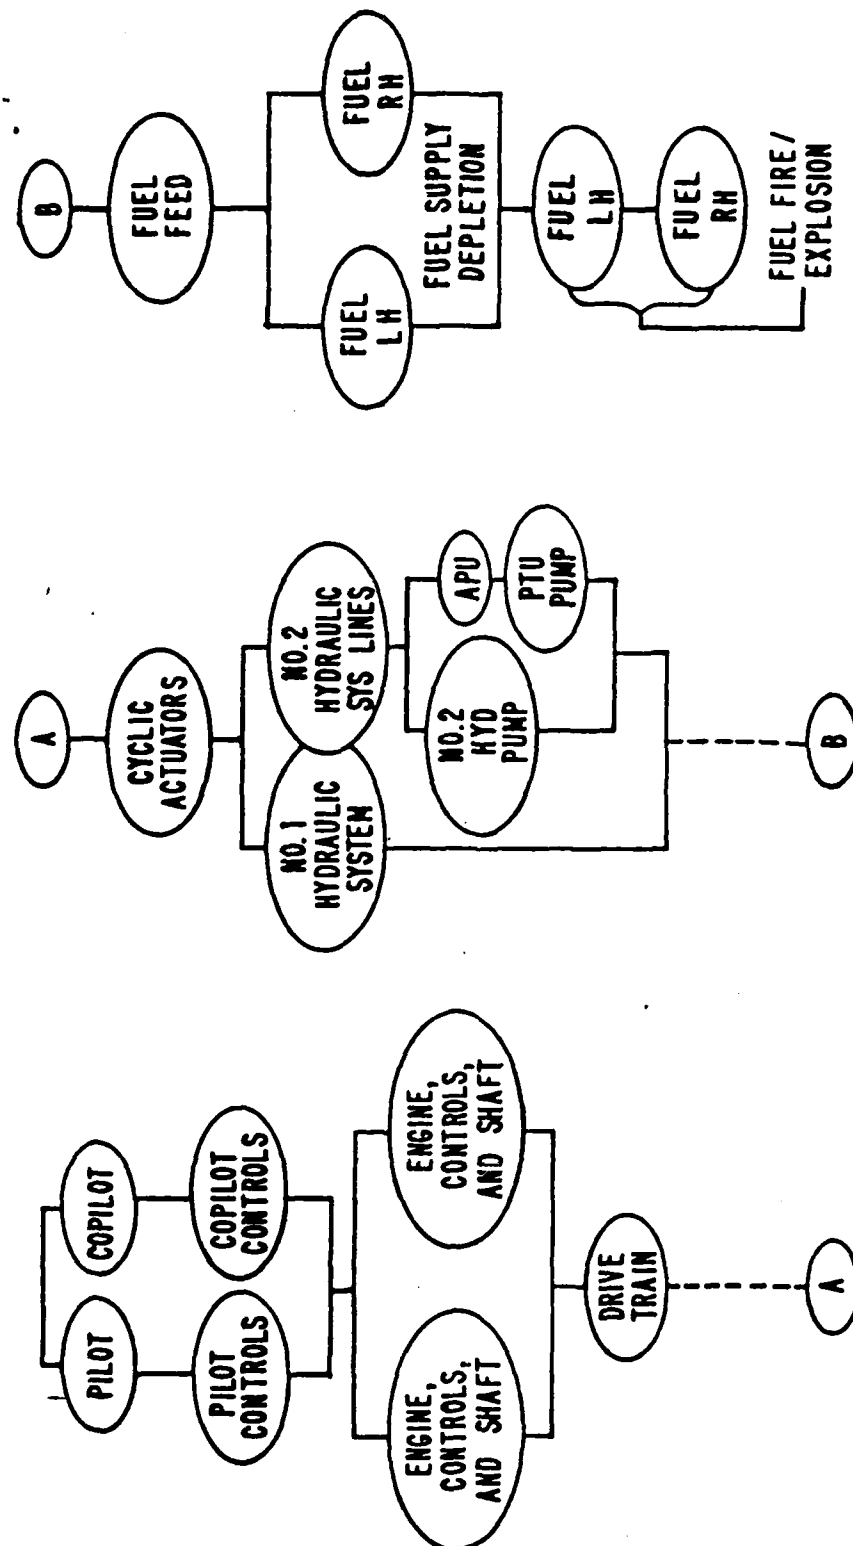 PILOT
COPILOT
PILOT
CONTROLS
COPILOT
CONTROLS
ENGINE,
CONTROLS,
AND SHAFT
ENGINE,
CONTROLS,
AND SHAFT
DRIVE
TRAIN
A
A
CYCLIC
ACTUATORS
NO.1
HYDRAULIC
SYSTEM
NO.2
HYDRAULIC
SYS LINES
NO.2
HYD
PUMP
APU
PTU
PUMP
B
B
FUEL
FEED
FUEL
LH
FUEL
RH
FUEL SUPPLY
DEPLETION
FUEL
LH
FUEL
RH
FUEL FIRE/
EXPLOSION